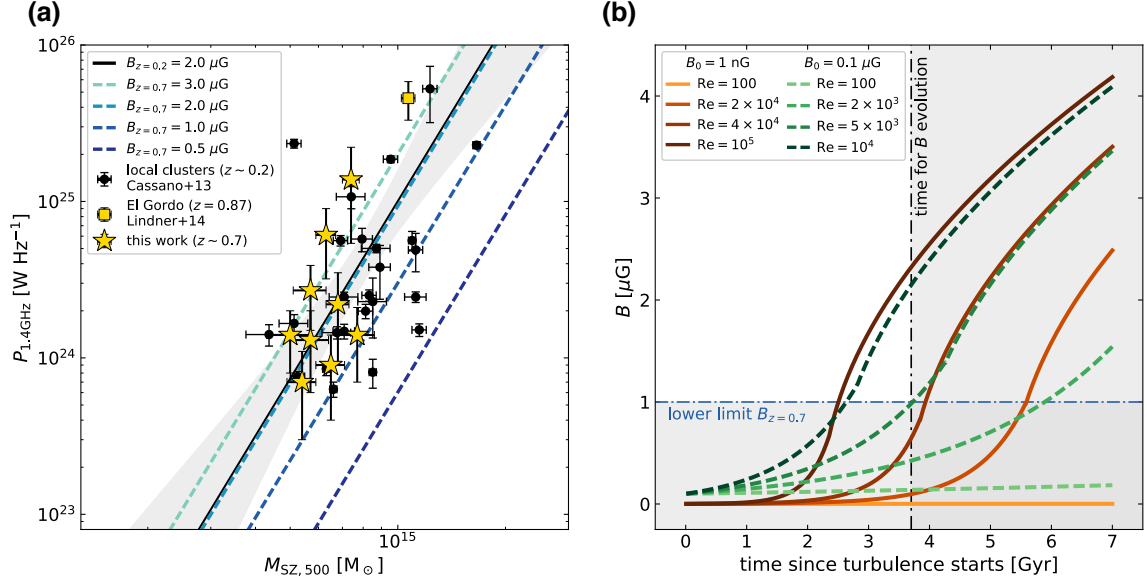 (a)
10^26
10^25
10^24
10^23
P_1.4GHz [W Hz^−1]
B_z=0.2 = 2.0 μG
B_z=0.7 = 3.0 μG
B_z=0.7 = 2.0 μG
B_z=0.7 = 1.0 μG
B_z=0.7 = 0.5 μG
local clusters (z ~ 0.2)
Cassano+13
El Gordo (z = 0.87)
Lindner+14
this work (z ~ 0.7)
10^15
M_SZ, 500 [M_⊙]
(b)
B_0 = 1 nG
Re = 100
Re = 2 × 10^4
Re = 4 × 10^4
Re = 10^5
B_0 = 0.1 μG
Re = 100
Re = 2 × 10^3
Re = 5 × 10^3
Re = 10^4
time for B evolution
lower limit B_z=0.7
B [μG]
4
3
2
1
0
0 1 2 3 4 5 6 7 8
time since turbulence starts [Gyr]